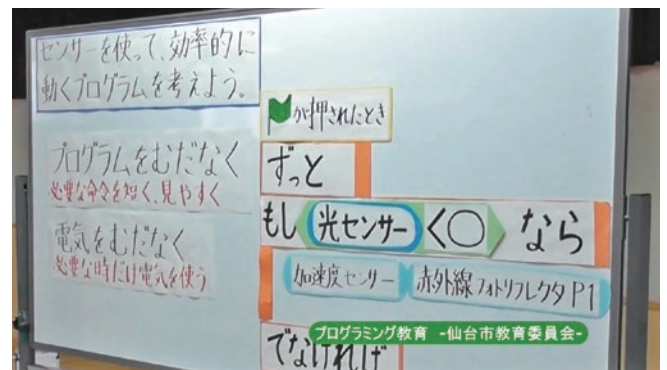 センサーを使って、効率的に
動くプログラムを考えよう。
プログラムをむだなく
必要な命令を短く、見やすく
電気をむだなく
必要な時だけ電気を使う
が押されたとき
ずっと
もし 光センサー <〇 なら
加速度センサー 赤外線フォトリフレクタP1
でなければ
プログラミング教育 -仙台市教育委員会-